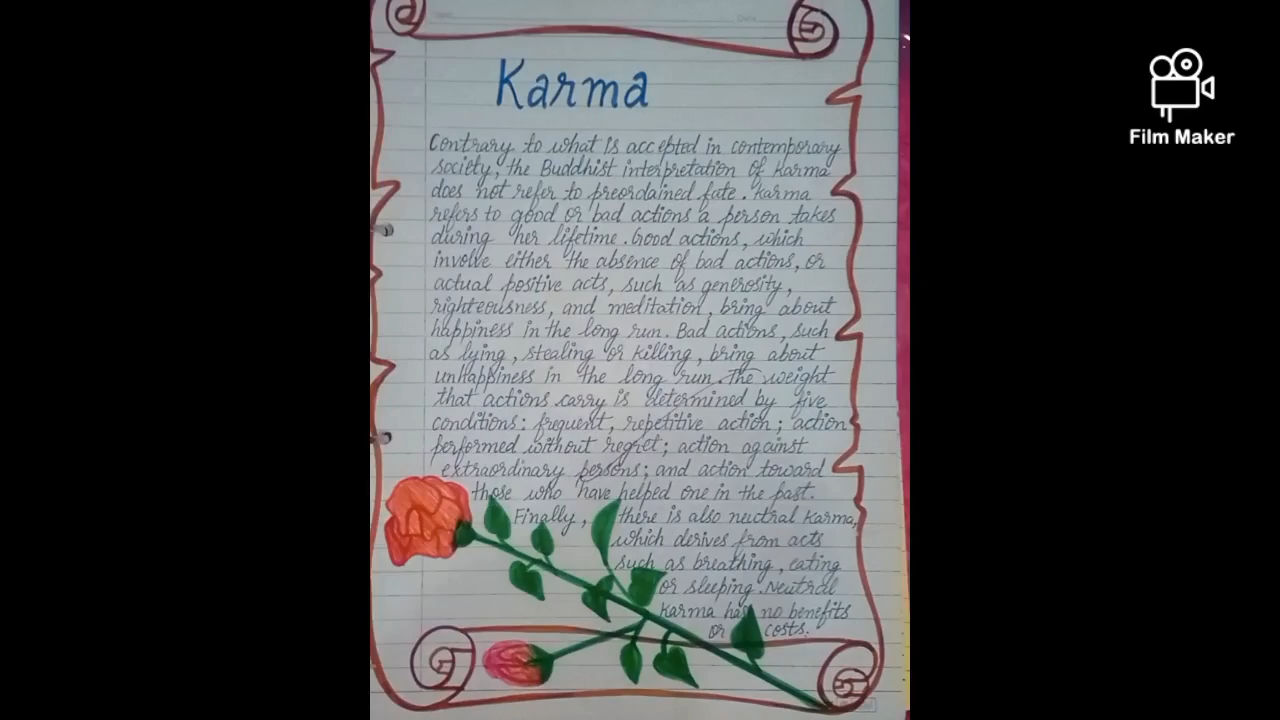 Karma
Contrary to what is accepted in contemporary
society, the Buddhist interpretation of Karma
does not refer to preordained fate. Karma
refers to good or bad actions a person takes
during her lifetime. Good actions, which
involve either the absence of bad actions, or
actual positive acts, such as generosity,
righteousness, and meditation, bring about
happiness in the long run. Bad actions, such
as lying, stealing or killing, bring about
unhappiness in the long run. The weight
that actions carry is determined by five
conditions: frequent, repetitive action; action
performed without regret; action against
extraordinary persons; and action toward
those who have helped one in the past.
Finally, there is also neutral Karma,
which derives from acts
such as breathing, eating
or sleeping. Neutral
Karma has no benefits
or costs.
Film Maker